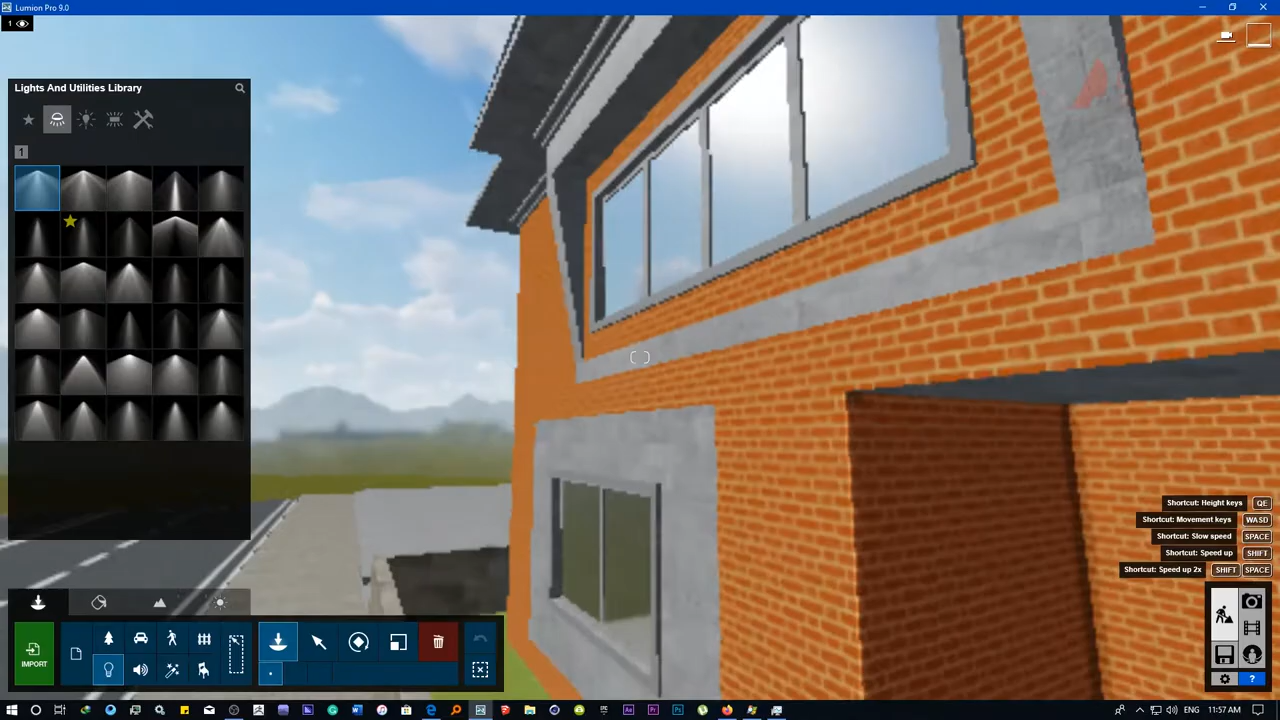 Lumion Pro 9.0
1
Lights And Utilities Library
1
Shortcut: Height keys QE
Shortcut: Movement keys WASD
Shortcut: Slow speed SPACE
Shortcut: Speed up SHIFT
Shortcut: Speed up 2x SHIFT SPACE
IMPORT
?
ENG 11:57 AM